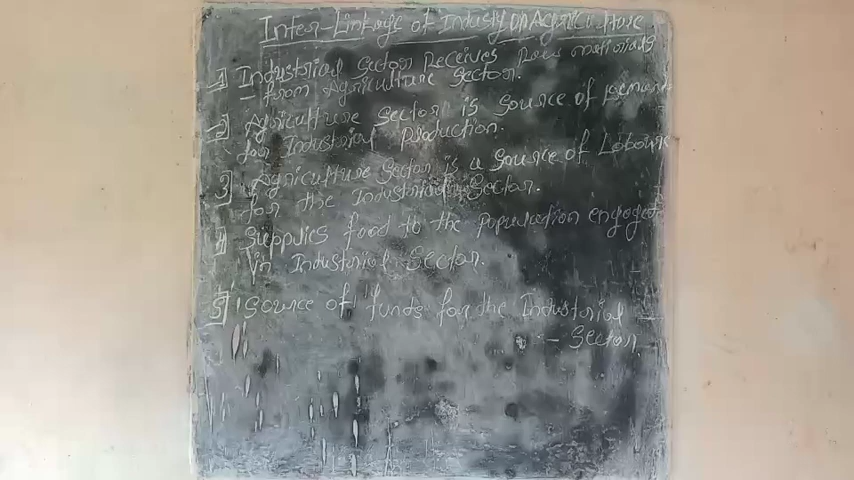 Inter-Linkage of Industry on Agriculture
1] Industrial Sector Receives Raw materials
- from Agriculture Sector.
2] Agriculture Sector is Source of Demand
for Industrial Production.
3] Agriculture Sector is a Source of Labour
for the Industrial Sector.
4] Supplies food to the Population engaged
in Industrial Sector.
5] Source of funds for the Industrial -
- Sector